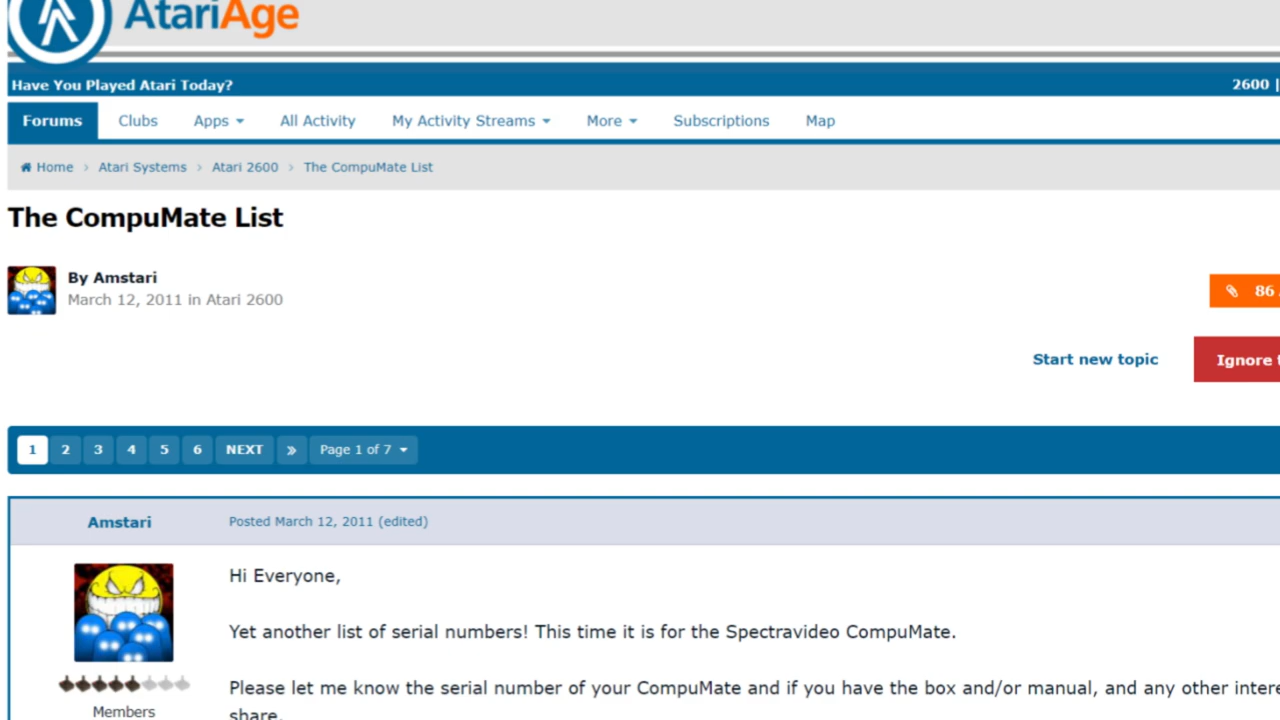 AtariAge
Have You Played Atari Today?
2600 |
Forums Clubs Apps All Activity My Activity Streams More Subscriptions Map
Home › Atari Systems › Atari 2600 › The CompuMate List
The CompuMate List
By Amstari
March 12, 2011 in Atari 2600
86
Start new topic
Ignore t
1 2 3 4 5 6 NEXT » Page 1 of 7
Amstari
Posted March 12, 2011 (edited)
Hi Everyone,
Yet another list of serial numbers! This time it is for the Spectravideo CompuMate.
Please let me know the serial number of your CompuMate and if you have the box and/or manual, and any other intere
share.
Members